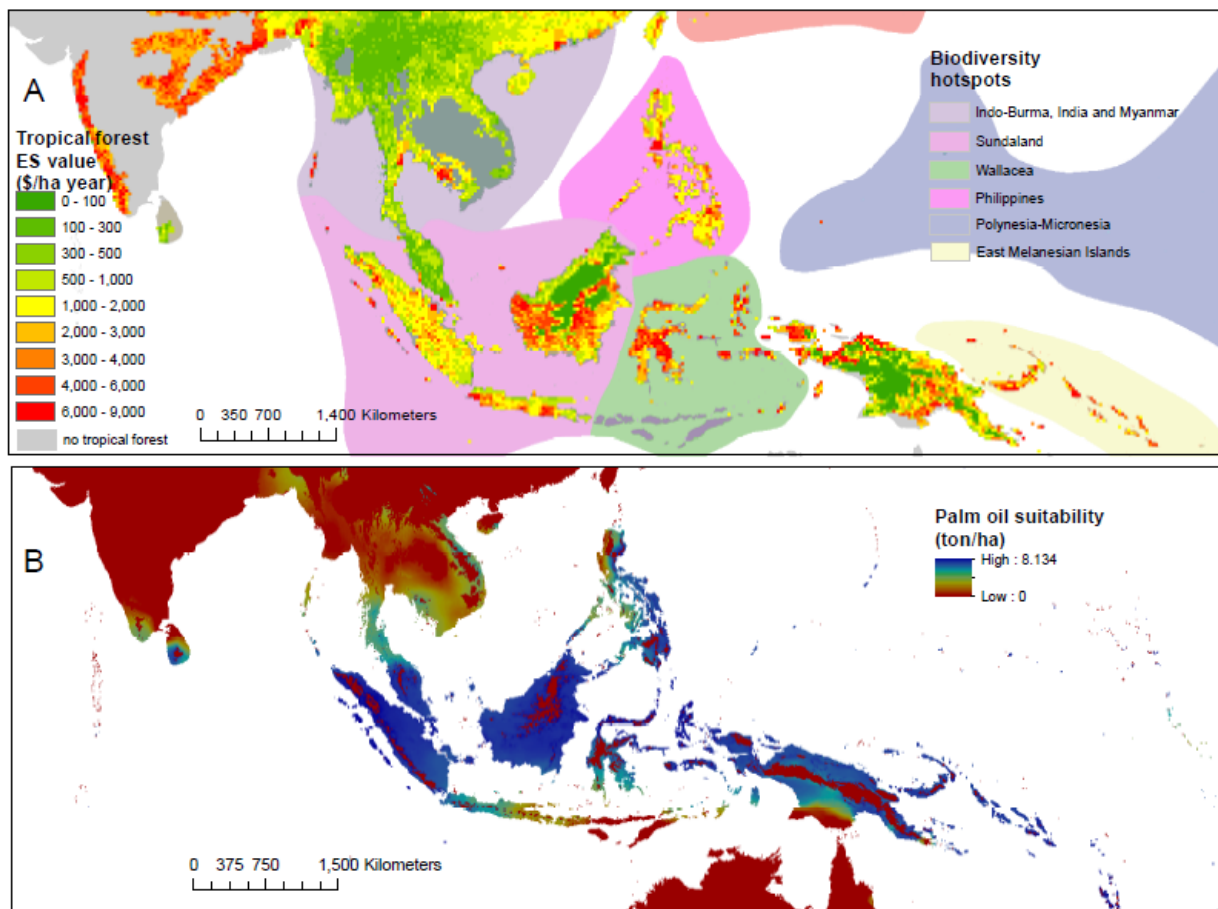 A
Tropical forest
ES value
($/ha year)
0 - 100
100 - 300
300 - 500
500 - 1,000
1,000 - 2,000
2,000 - 3,000
3,000 - 4,000
4,000 - 6,000
6,000 - 9,000
no tropical forest
0 350 700 1,400 Kilometers
Biodiversity
hotspots
Indo-Burma, India and Myanmar
Sundaland
Wallacea
Philippines
Polynesia-Micronesia
East Melanesian Islands
B
Palm oil suitability
(ton/ha)
High : 8.134
Low : 0
0 375 750 1,500 Kilometers